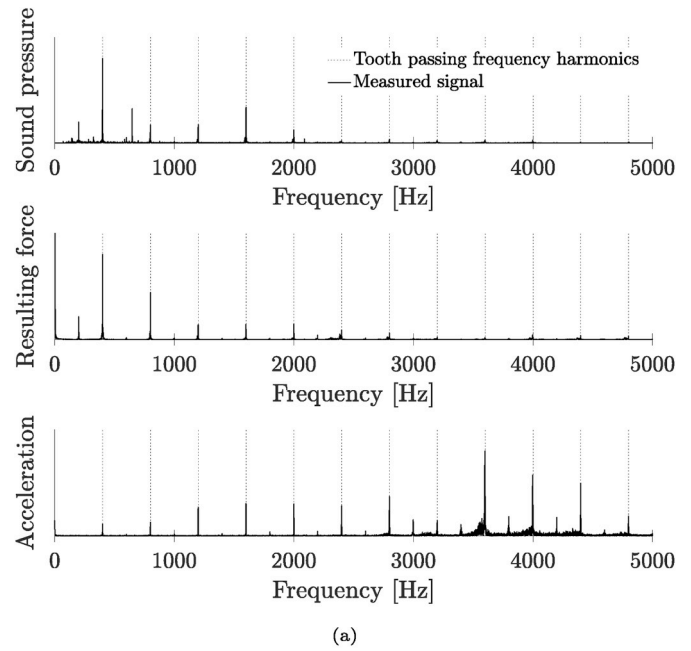 Sound pressure
Tooth passing frequency harmonics
Measured signal
0 1000 2000 3000 4000 5000
Frequency [Hz]
Resulting force
0 1000 2000 3000 4000 5000
Frequency [Hz]
Acceleration
0 1000 2000 3000 4000 5000
Frequency [Hz]
(a)